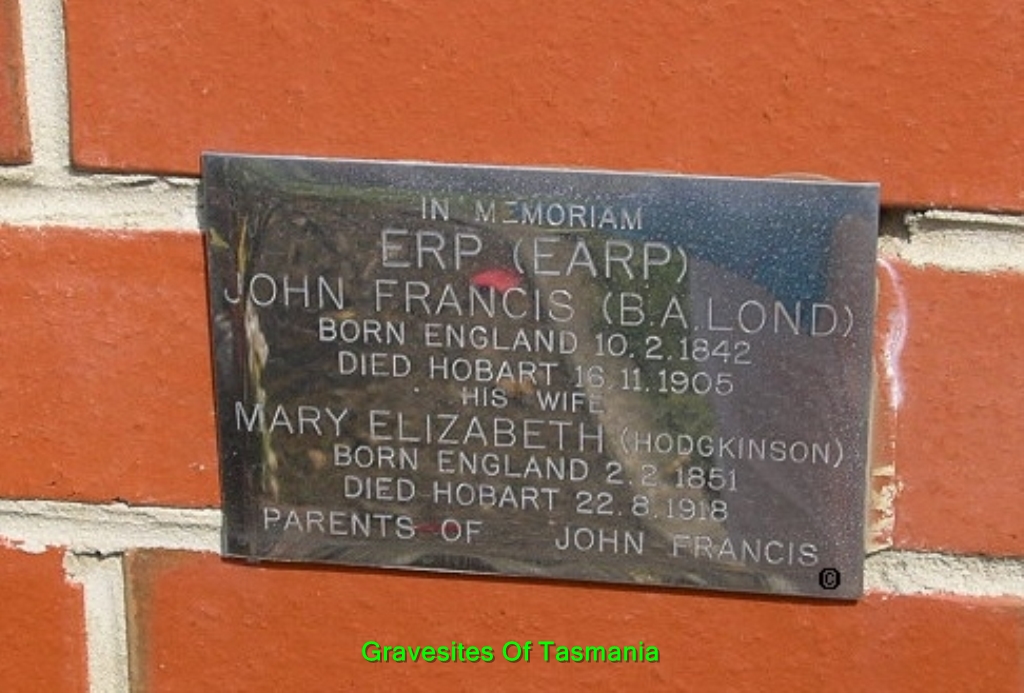 IN MEMORIAM
ERP (EARP)
JOHN FRANCIS (B.A.LOND)
BORN ENGLAND 10.2.1842
DIED HOBART 16.11.1905
HIS WIFE
MARY ELIZABETH (HODGKINSON)
BORN ENGLAND 2.2.1851
DIED HOBART 22.8.1918
PARENTS OF JOHN FRANCIS
©
Gravesites Of Tasmania